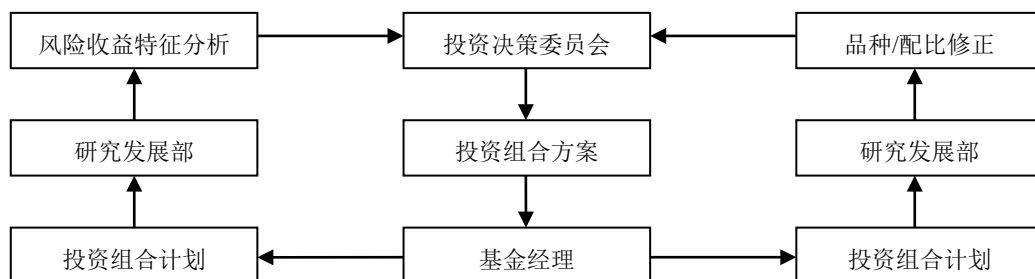 风险收益特征分析
投资决策委员会
品种/配比修正
研究发展部
投资组合方案
研究发展部
投资组合计划
基金经理
投资组合计划